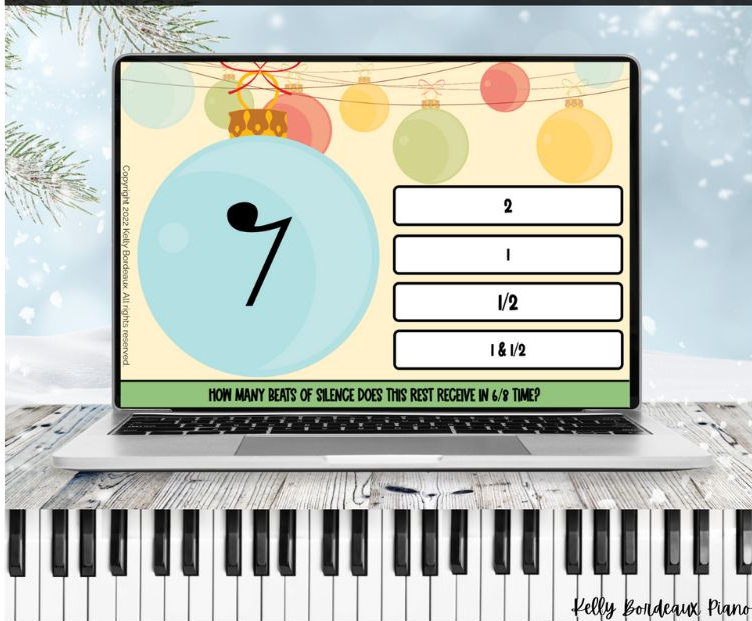 Copyright 2022 Kelly Bordeaux. All rights reserved.
2
1
1/2
1 & 1/2
HOW MANY BEATS OF SILENCE DOES THIS REST RECEIVE IN 6/8 TIME?
Kelly Bordeaux Piano